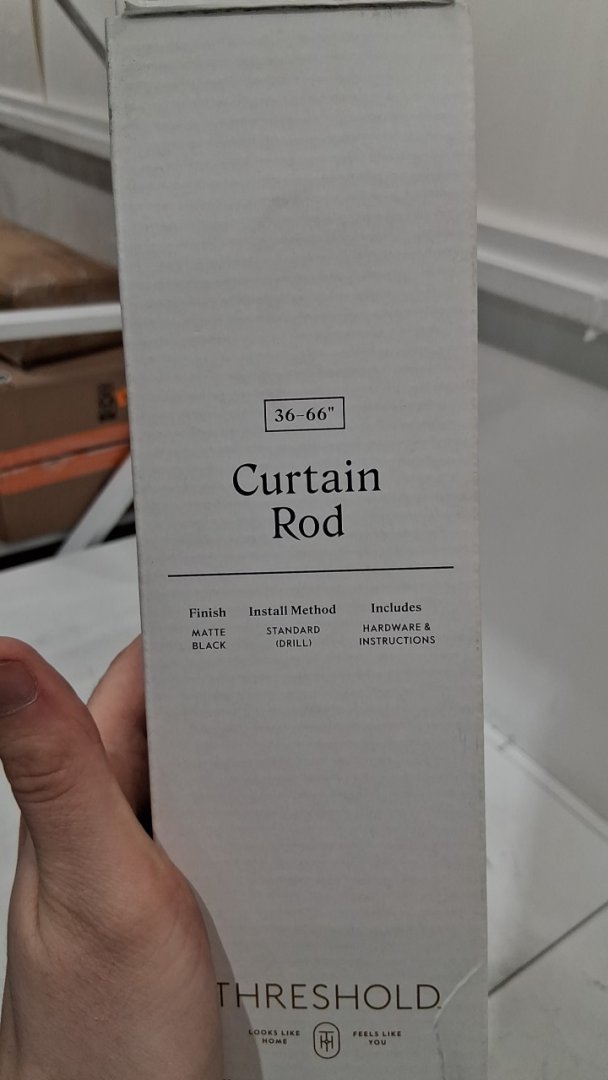 36–66"
Curtain
Rod
Finish Install Method Includes
MATTE STANDARD HARDWARE &
BLACK (DRILL) INSTRUCTIONS
THRESHOLD
LOOKS LIKE FEELS LIKE
HOME YOU